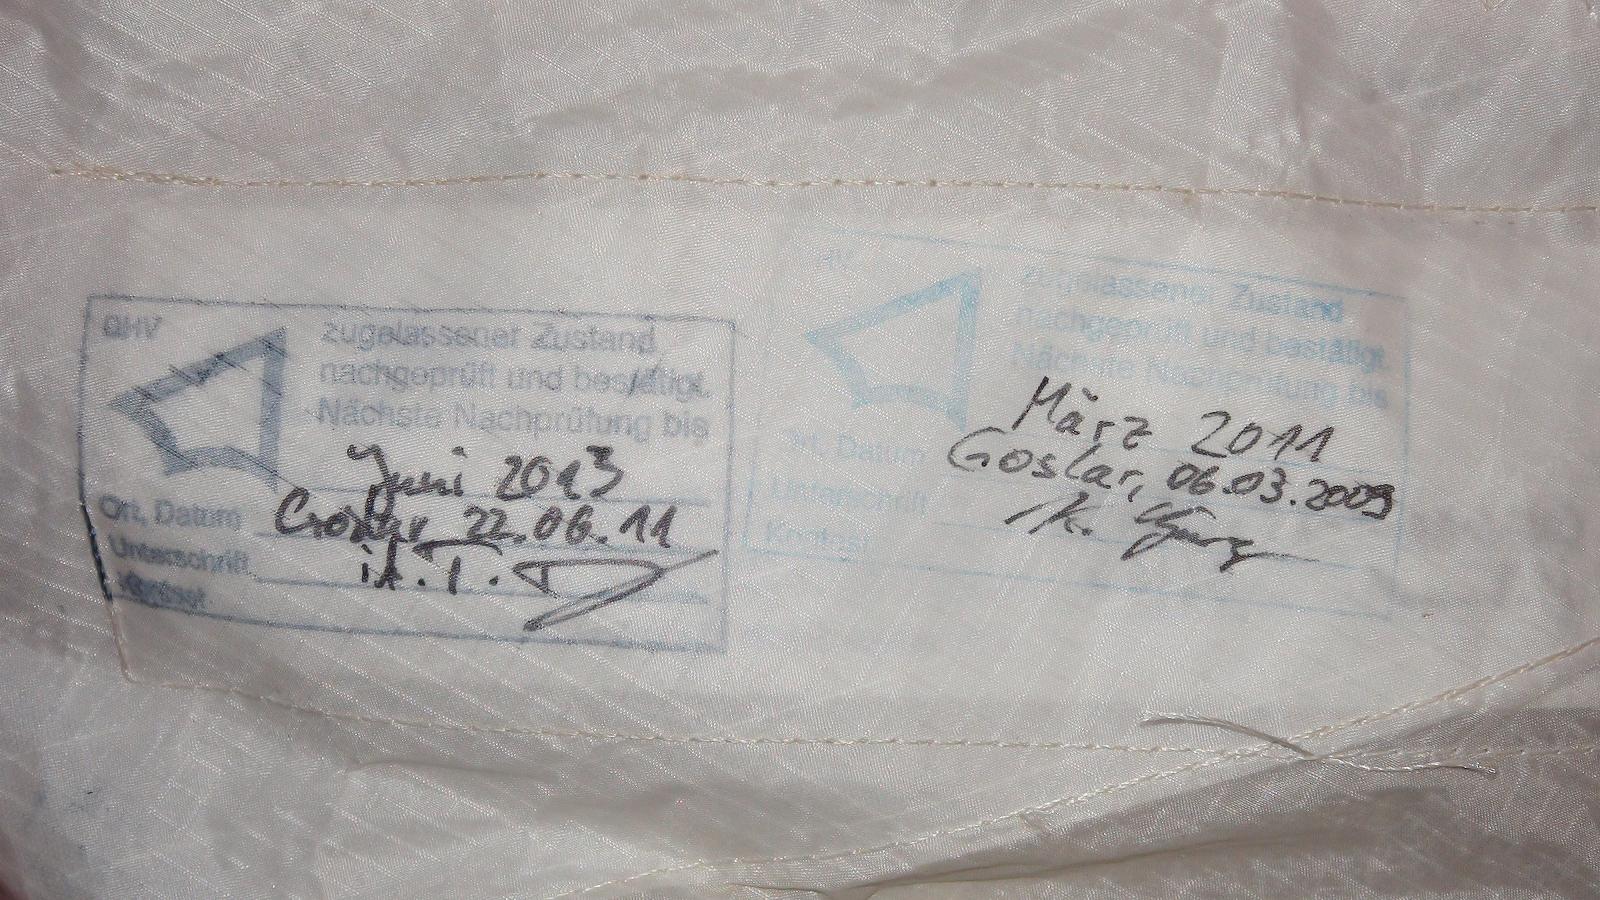 DHV
zugelassener Zustand
nachgeprüft und bestätigt.
Nächste Nachprüfung bis
Juni 2013
Ort, Datum Goslar 22.06.11
Unterschrift i.A. T.
zugelassener Zustand
nachgeprüft und bestätigt.
Nächste Nachprüfung bis
März 2011
Ort, Datum Goslar, 06.03.2009
Unterschrift